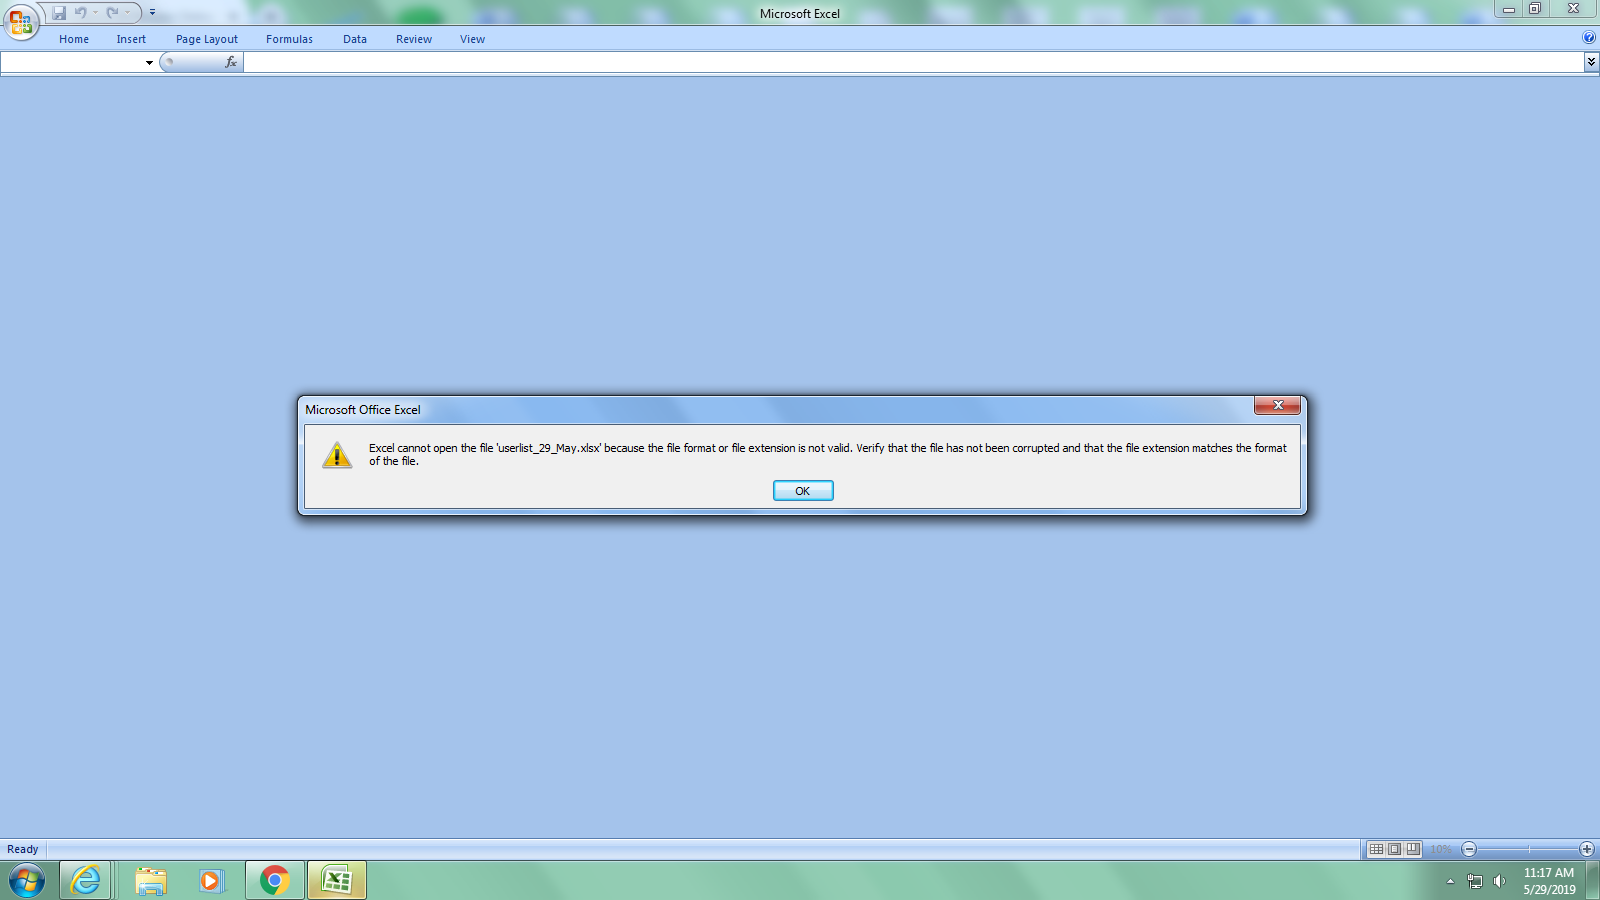 Microsoft Excel
Home Insert Page Layout Formulas Data Review View
fx
Microsoft Office Excel
Excel cannot open the file 'userlist_29_May.xlsx' because the file format or file extension is not valid. Verify that the file has not been corrupted and that the file extension matches the format
of the file.
OK
Ready
10%
11:17 AM
5/29/2019